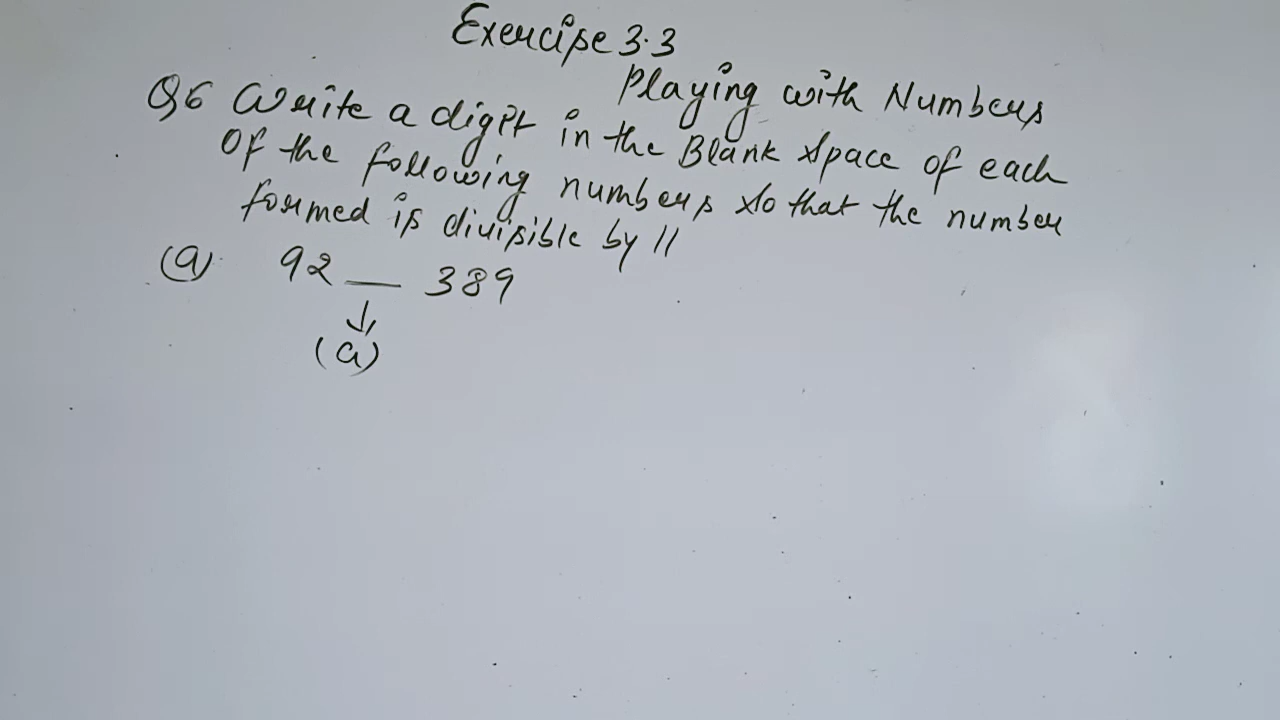 Exercise 3.3
Playing with Numbers
Q6 Write a digit in the Blank space of each
of the following numbers so that the number
formed is divisible by 11
(a) 92 __ 389
↓
(a)